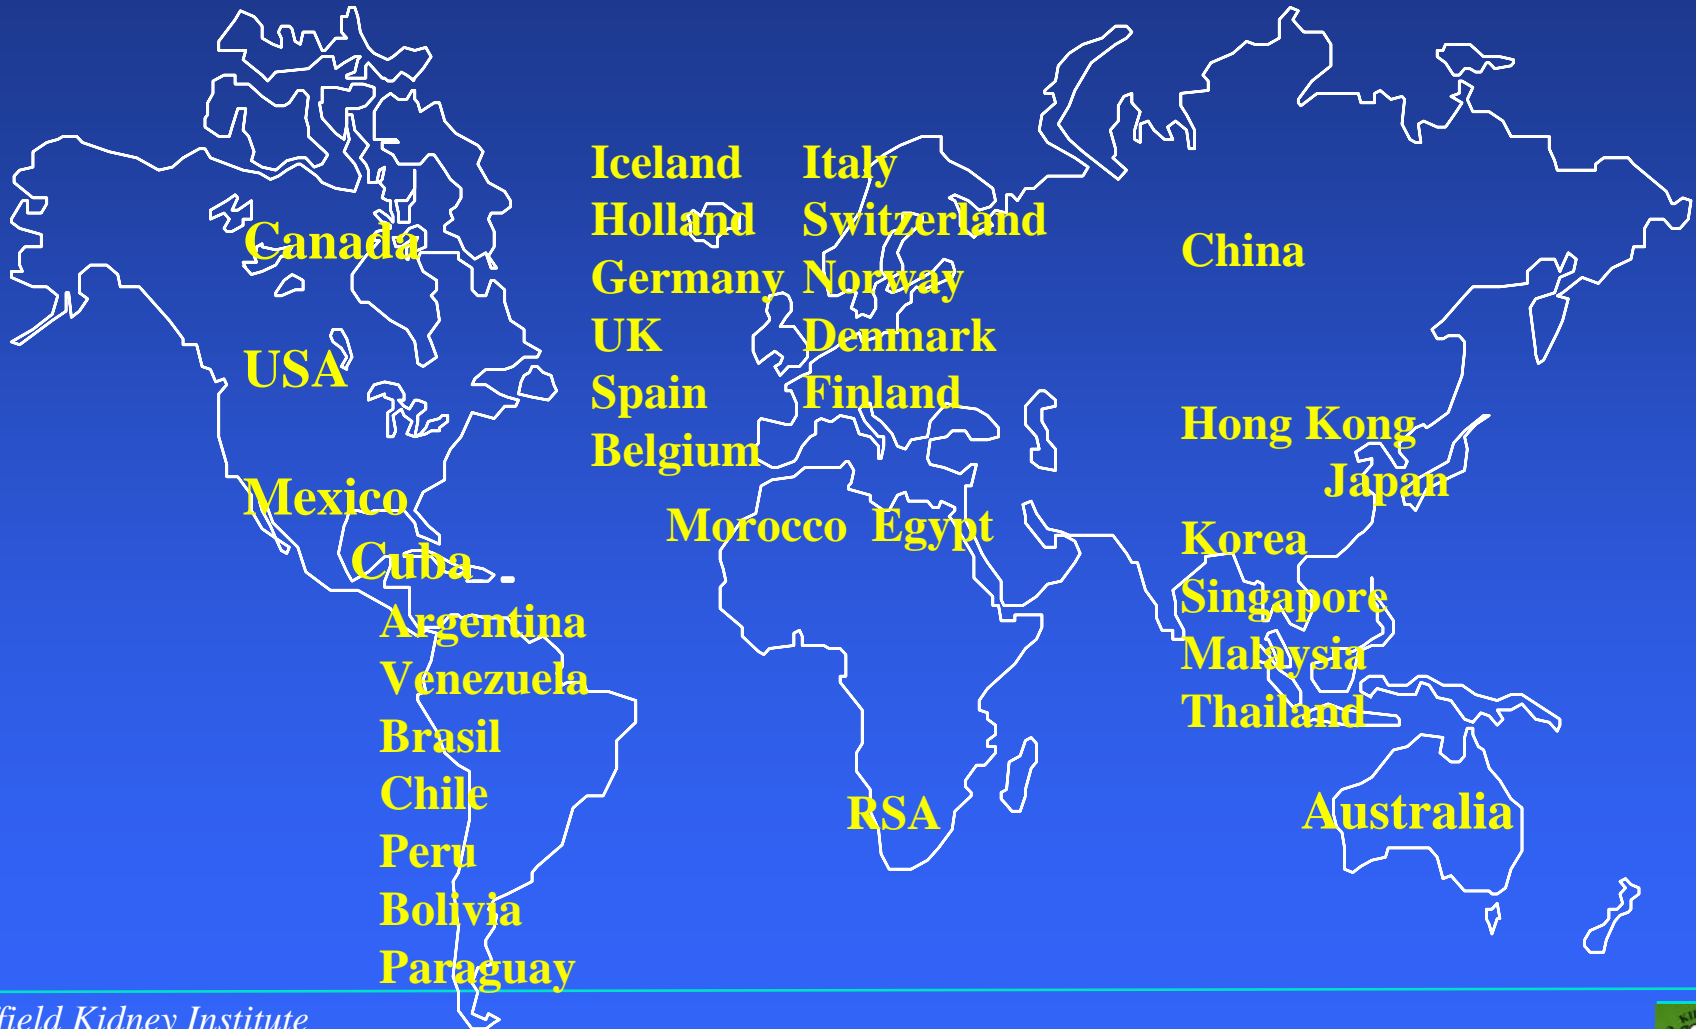 Canada
USA
Mexico
Cuba
Argentina
Venezuela
Brasil
Chile
Peru
Bolivia
Paraguay
Iceland
Holland
Germany
UK
Spain
Belgium
Italy
Switzerland
Norway
Denmark
Finland
Morocco Egypt
RSA
China
Hong Kong
Japan
Korea
Singapore
Malaysia
Thailand
Australia
field Kidney Institute